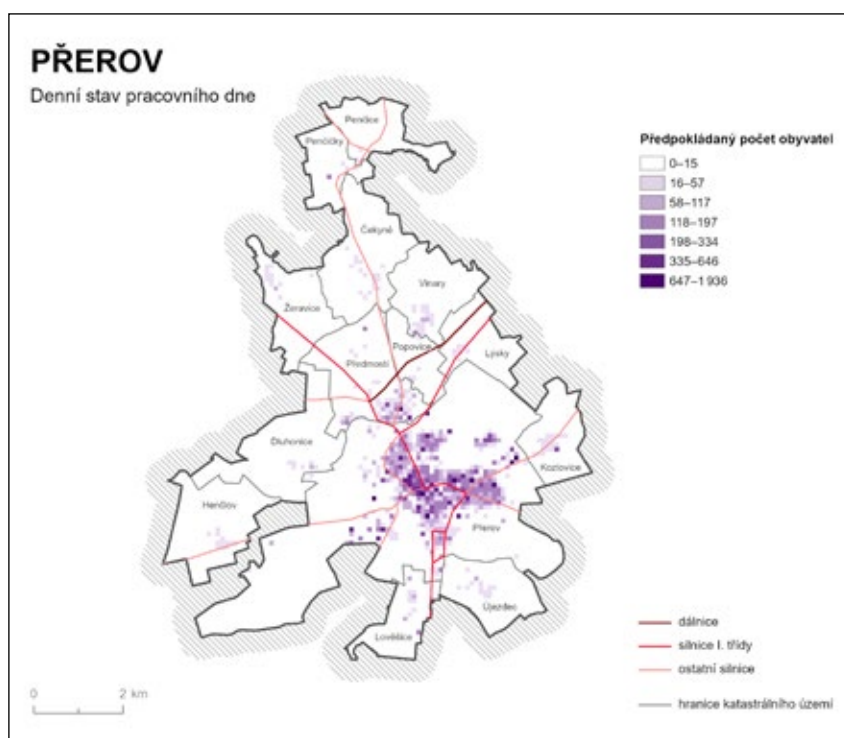 PŘEROV
Denní stav pracovního dne
Předpokládaný počet obyvatel
0–15
16–57
58–117
118–197
198–334
335–646
647–1 936
Penčice
Penčičky
Čekyně
Vinary
Žeravice
Popovice
Předmostí
Lýsky
Dluhonice
Kozlovice
Henčlov
Přerov
Újezdec
Lověšice
dálnice
silnice I. třídy
ostatní silnice
hranice katastrálního území
0 2 km